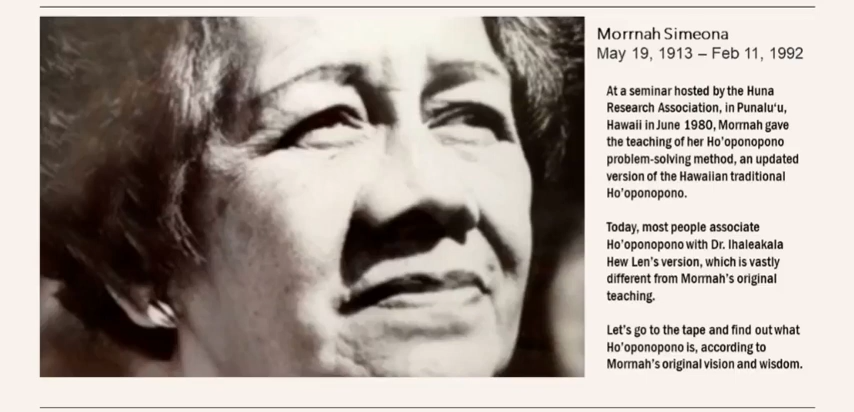 Morrnah Simeona
May 19, 1913 – Feb 11, 1992
At a seminar hosted by the Huna
Research Association, in Punalu‘u,
Hawaii in June 1980, Morrnah gave
the teaching of her Ho’oponopono
problem-solving method, an updated
version of the Hawaiian traditional
Ho’oponopono.
Today, most people associate
Ho’oponopono with Dr. Ihaleakala
Hew Len’s version, which is vastly
different from Morrnah’s original
teaching.
Let’s go to the tape and find out what
Ho’oponopono is, according to
Morrnah’s original vision and wisdom.